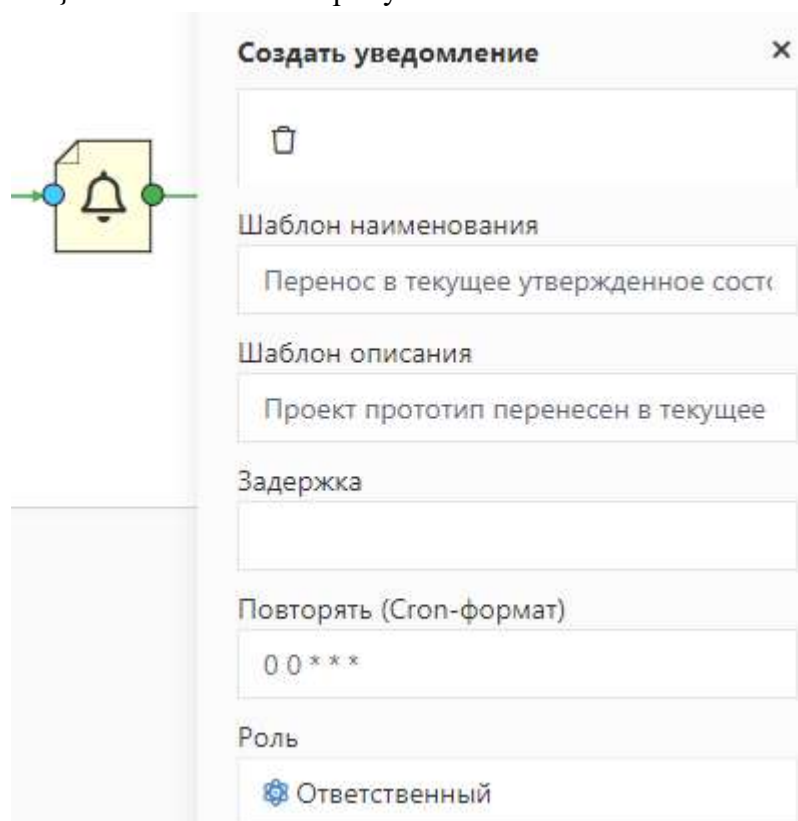 Создать уведомление
Шаблон наименования
Перенос в текущее утвержденное
Шаблон описания
Проект прототип перенесен в текущее
Задержка
Повторять (Cron-формат)
0 0 * * *
Роль
Ответственный